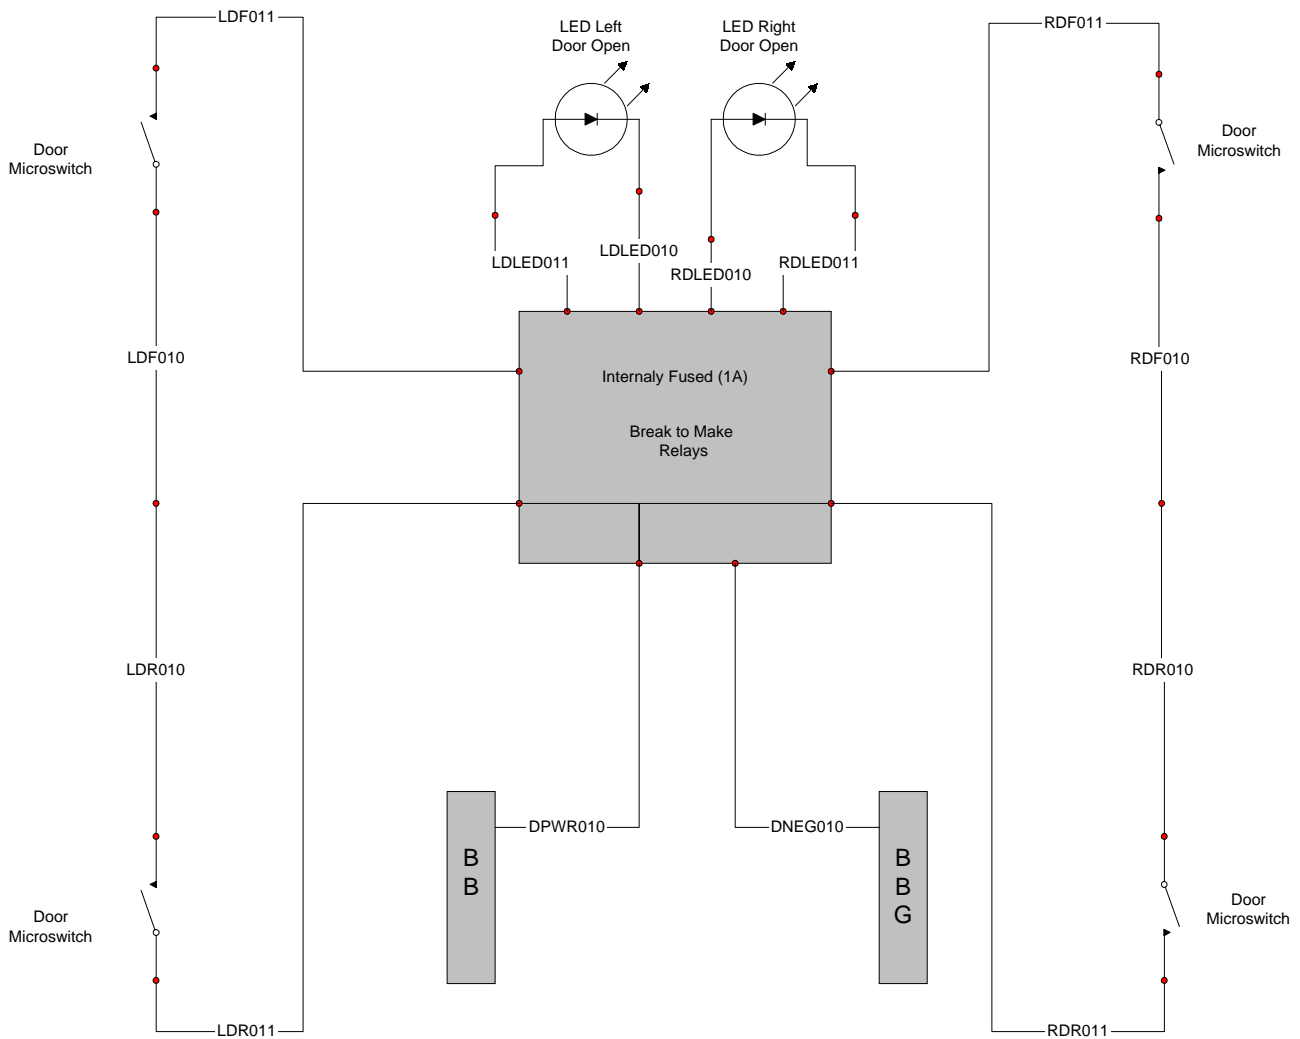 LDF011
RDF011
LED Left
Door Open
LED Right
Door Open
Door
Microswitch
Door
Microswitch
LDLED011
LDLED010
RDLED010
RDLED011
LDF010
RDF010
Internaly Fused (1A)
Break to Make
Relays
LDR010
RDR010
DPWR010
DNEG010
B
B
B
B
G
Door
Microswitch
Door
Microswitch
LDR011
RDR011